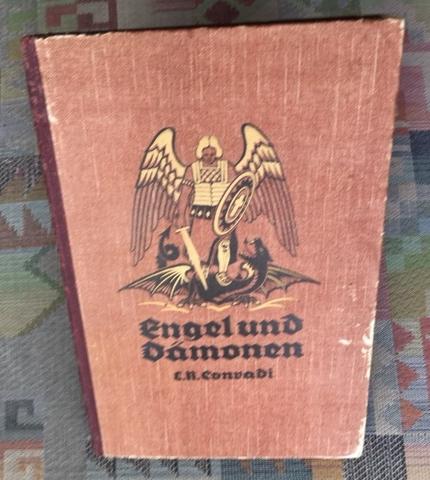 Engel und
Dämonen
L.R. Conradi